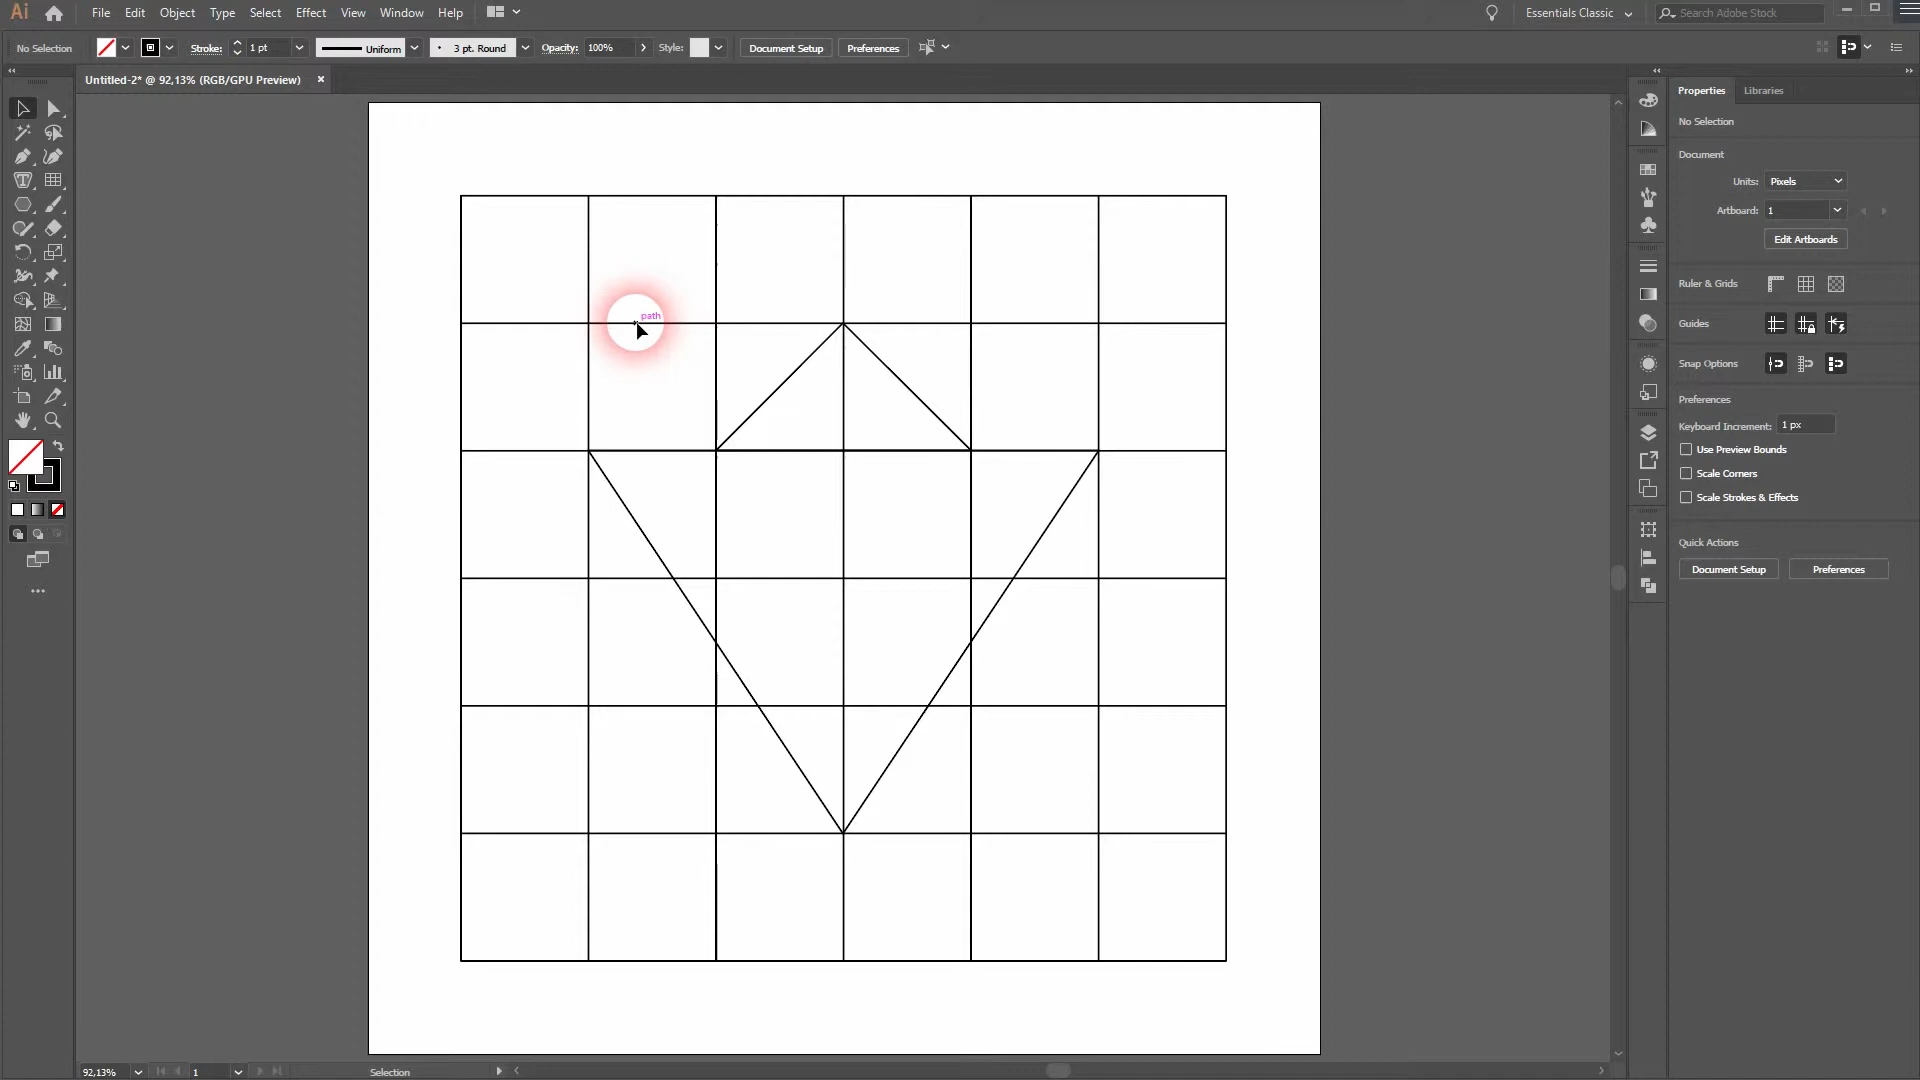 Ai File Edit Object Type Select Effect View Window Help Essentials Classic Search Adobe Stock
No Selection Stroke: 1 pt Uniform 3 pt. Round Opacity: 100% Style: Document Setup Preferences
Untitled-2* @ 92,13% (RGB/GPU Preview) ×
Properties Libraries
No Selection
Document
Units: Pixels
Artboard: 1
Edit Artboards
Ruler & Grids
path
Guides
Snap Options
Preferences
Keyboard Increment: 1 px
Use Preview Bounds
Scale Corners
Scale Strokes & Effects
Quick Actions
Document Setup Preferences
92,13% 1 Selection